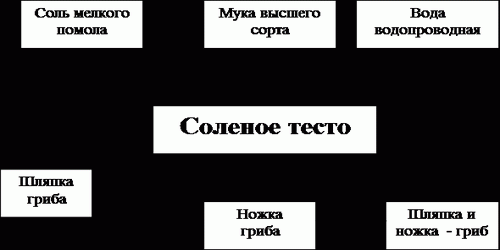 Соль мелкого
помола
Мука высшего
сорта
Вода
водопроводная
Соленое тесто
Шляпка
гриба
Ножка
гриба
Шляпка и
ножка - гриб